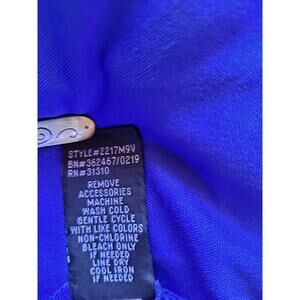 STYLE#2217M9V
BN#362467/0219
RN#31310
REMOVE
ACCESSORIES
MACHINE
WASH COLD
GENTLE CYCLE
WITH LIKE COLORS
NON-CHLORINE
BLEACH ONLY
IF NEEDED
LINE DRY
COOL IRON
IF NEEDED